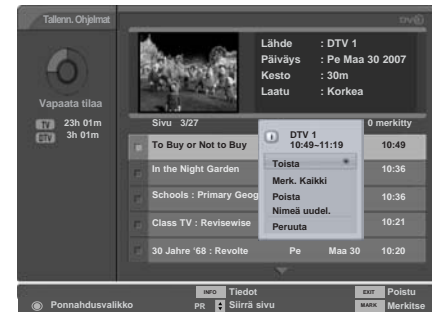 Tallenn. Ohjelmat
DVD
Vapaata tilaa
TV 23h 01m
DTV 3h 01m
Lähde : DTV 1
Päiväys : Pe Maa 30 2007
Kesto : 30m
Laatu : Korkea
Sivu 3/27
0 merkitty
To Buy or Not to Buy 10:49
In the Night Garden 10:36
Schools : Primary Geog 10:36
Class TV : Revisewise 10:21
30 Jahre ‘68 : Revolte Pe Maa 30 10:20
DTV 1
10:49~11:19
Toista
Merk. Kaikki
Poista
Nimeä uudel.
Peruuta
INFO Tiedot EXIT Poistu
Ponnahdusvalikko PR Siirrä sivu MARK Merkitse